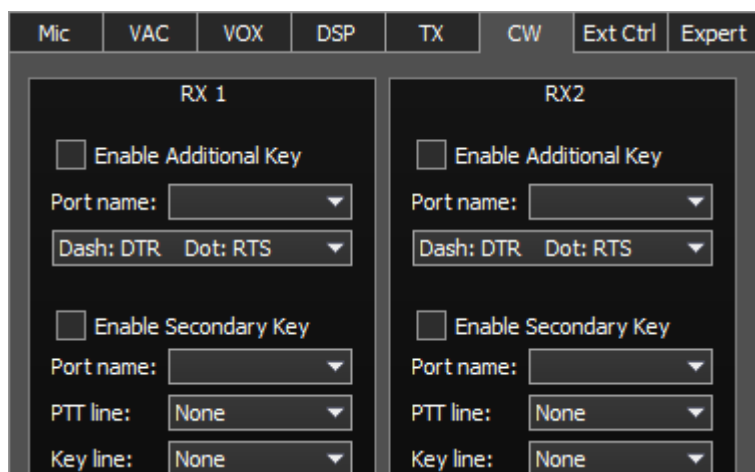 Mic VAC VOX DSP TX CW Ext Ctrl Expert
RX 1
Enable Additional Key
Port name:
Dash: DTR Dot: RTS
Enable Secondary Key
Port name:
PTT line: None
Key line: None
RX2
Enable Additional Key
Port name:
Dash: DTR Dot: RTS
Enable Secondary Key
Port name:
PTT line: None
Key line: None